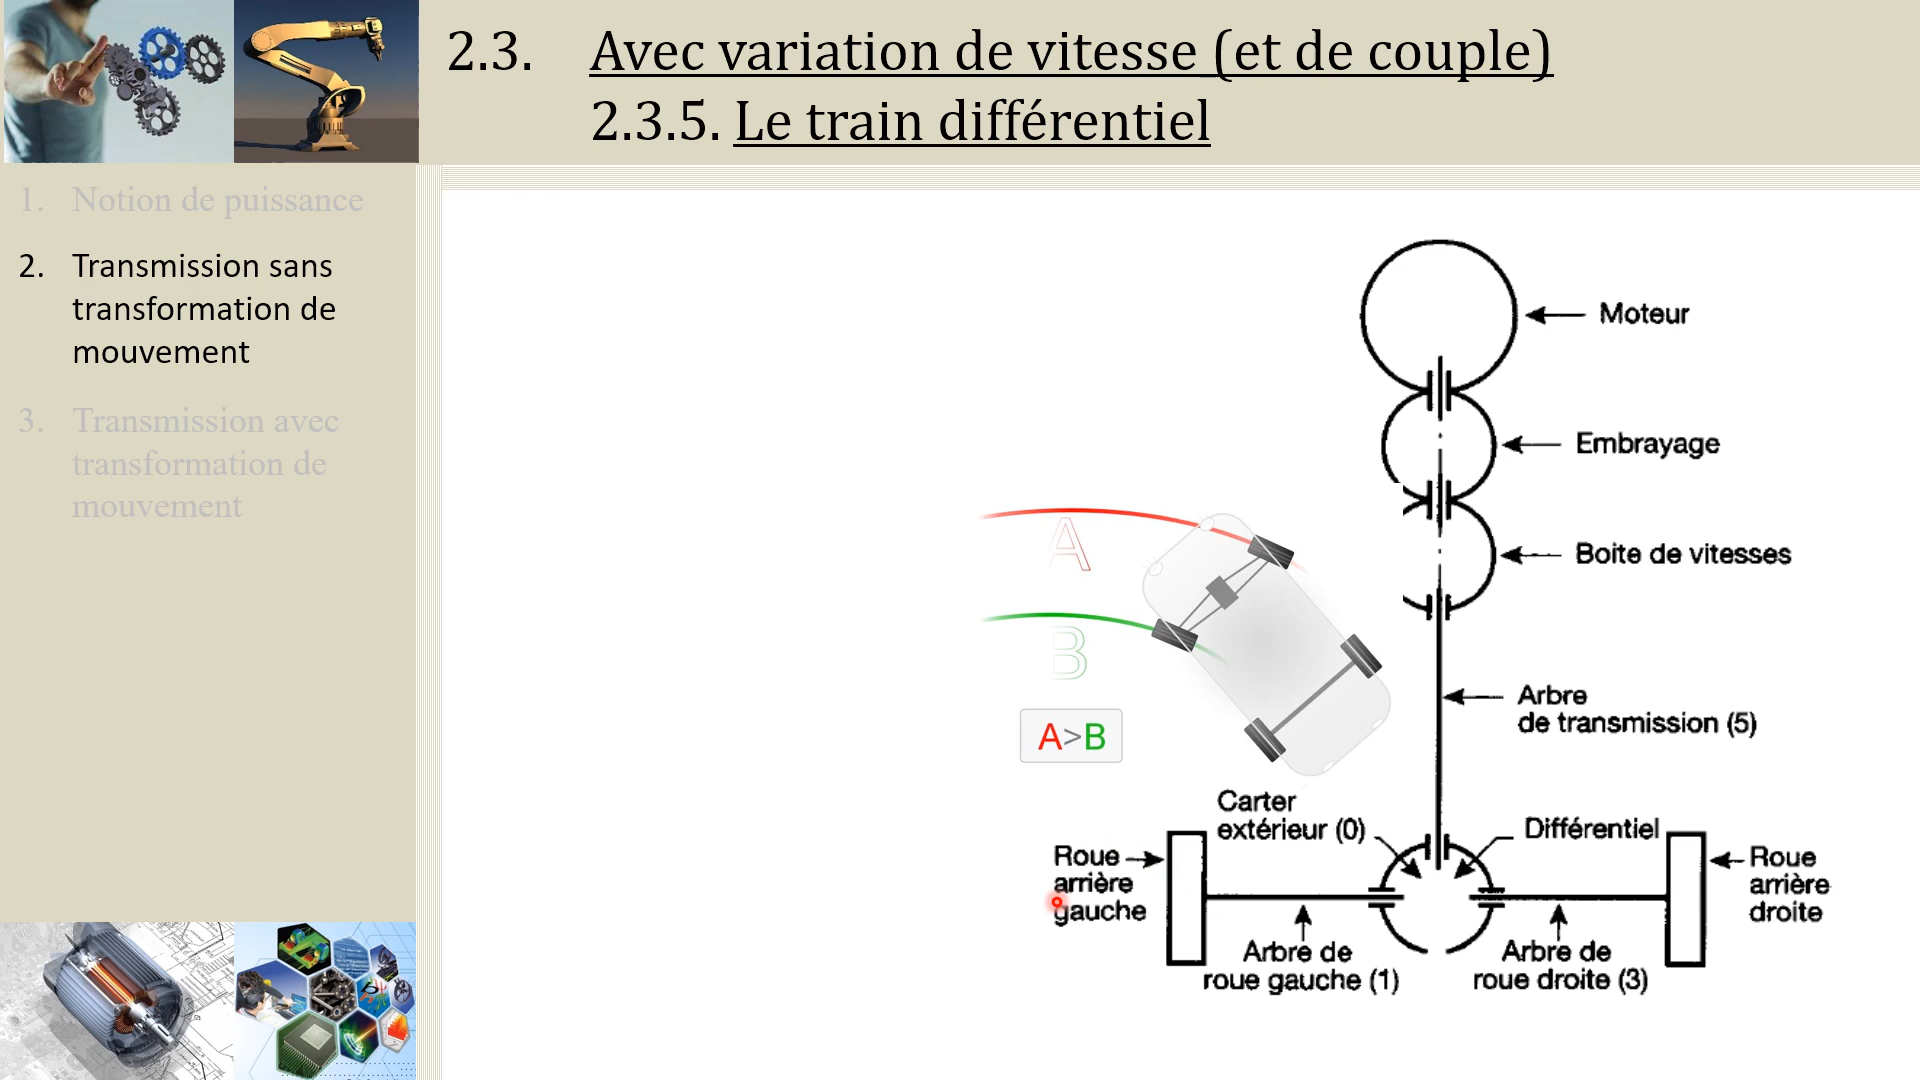 2.3. Avec variation de vitesse (et de couple)
2.3.5. Le train différentiel
1. Notion de puissance
2. Transmission sans
transformation de
mouvement
3. Transmission avec
transformation de
mouvement
Moteur
Embrayage
Boite de vitesses
A
B
A>B
Arbre
de transmission (5)
Carter
extérieur (0)
Différentiel
Roue
arrière
gauche
Roue
arrière
droite
Arbre de
roue gauche (1)
Arbre de
roue droite (3)